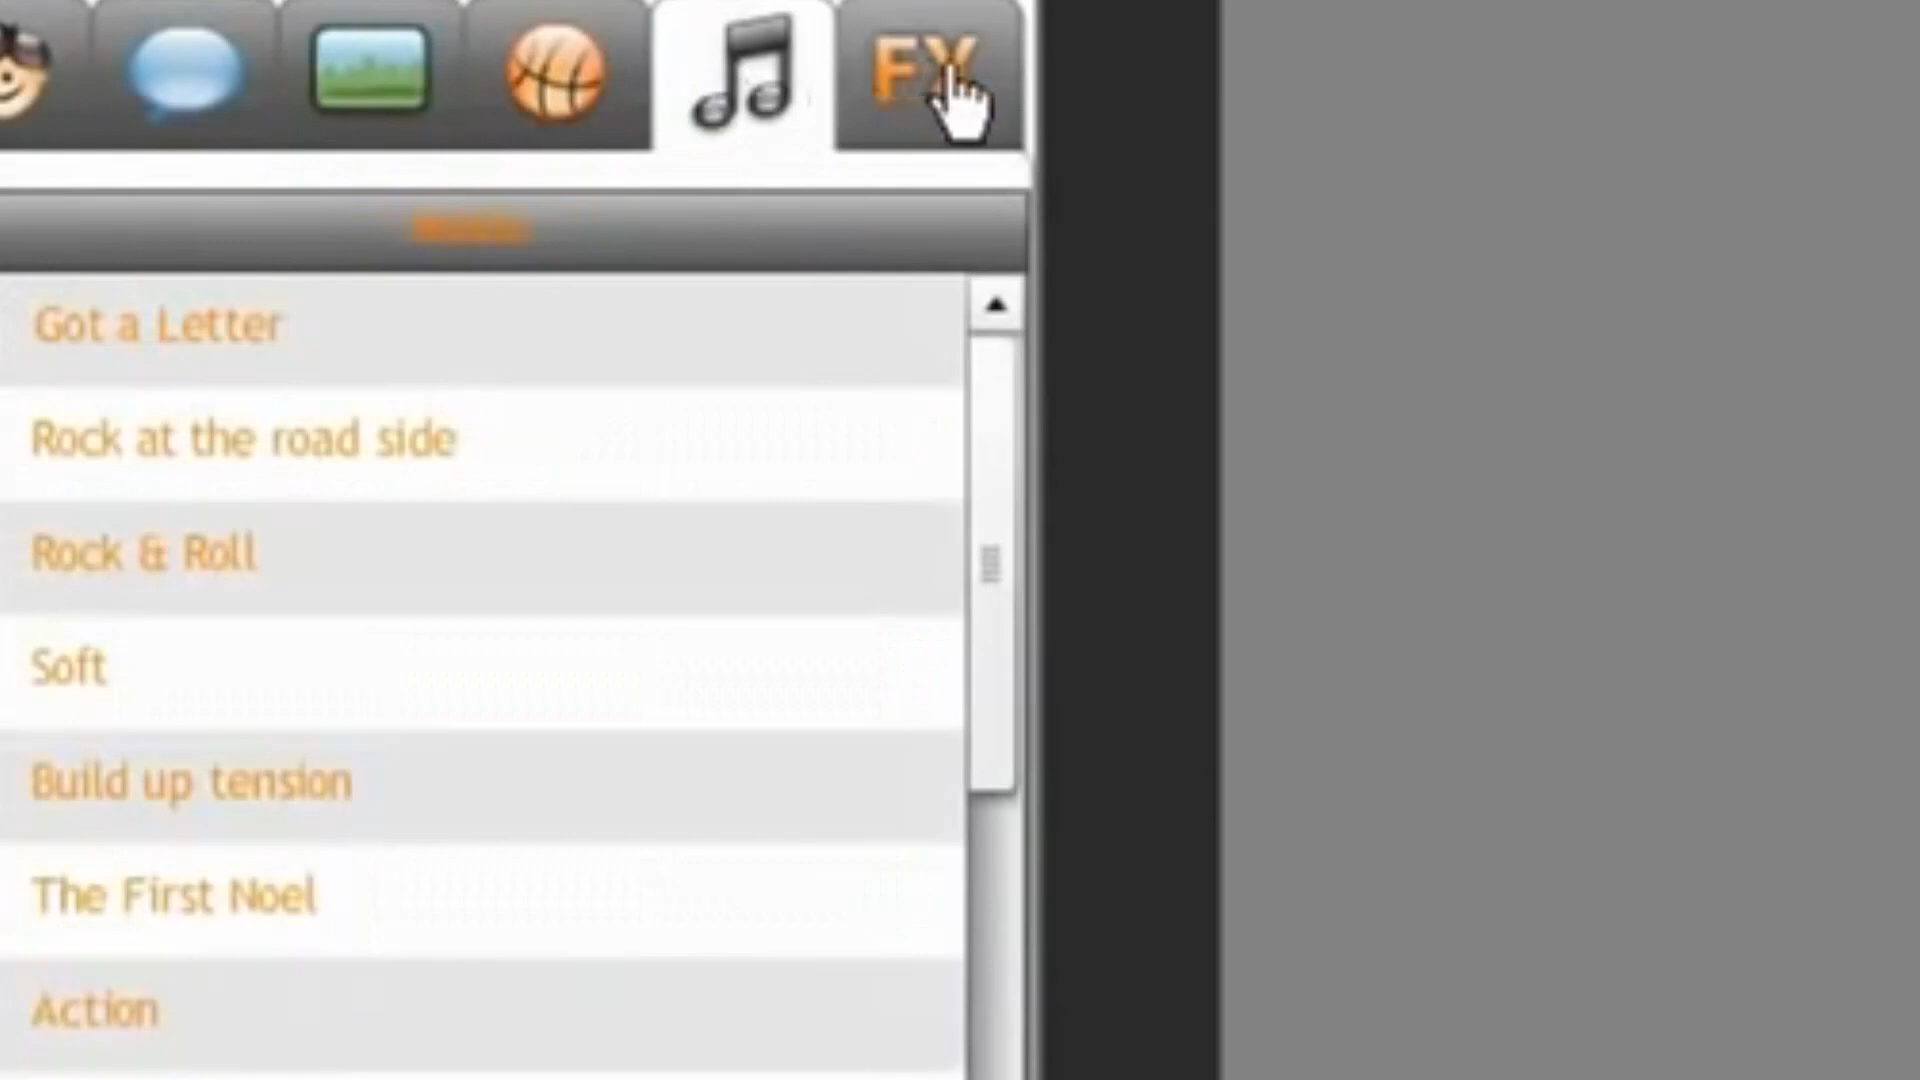 FX
Got a Letter
Rock at the road side
Rock & Roll
Soft
Build up tension
The First Noel
Action